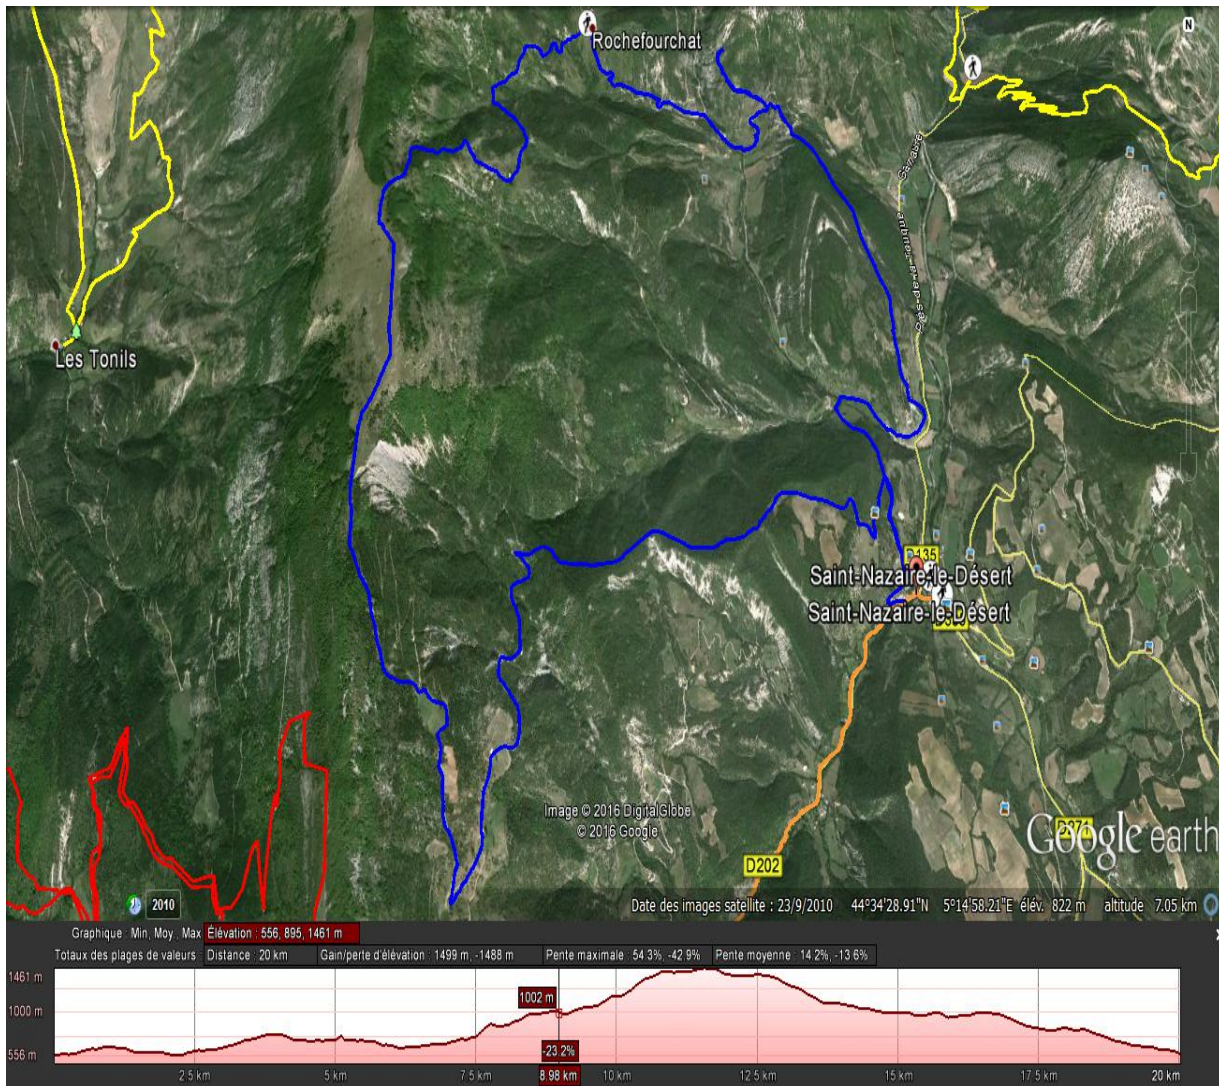 N
Rochefourchat
Les Tonils
D135
Saint-Nazaire-le-Désert
Saint-Nazaire-le-Désert
Image © 2016 DigitalGlobe
© 2016 Google
D271
Google earth
D202
2010
Date des images satellite : 23/9/2010 44°34'28.91"N 5°14'58.21"E élév. 822 m altitude 7.05 km
Graphique : Min, Moy., Max Élévation : 556, 895, 1461 m
Totaux des plages de valeurs : Distance : 20 km Gain/perte d'élévation : 1499 m, -1488 m Pente maximale : 54.3%, -42.9% Pente moyenne : 14.2%, -13.6%
1461 m
1002 m
1000 m
556 m
-23.2%
2.5 km 5 km 7.5 km 8.98 km 10 km 12.5 km 15 km 17.5 km 20 km